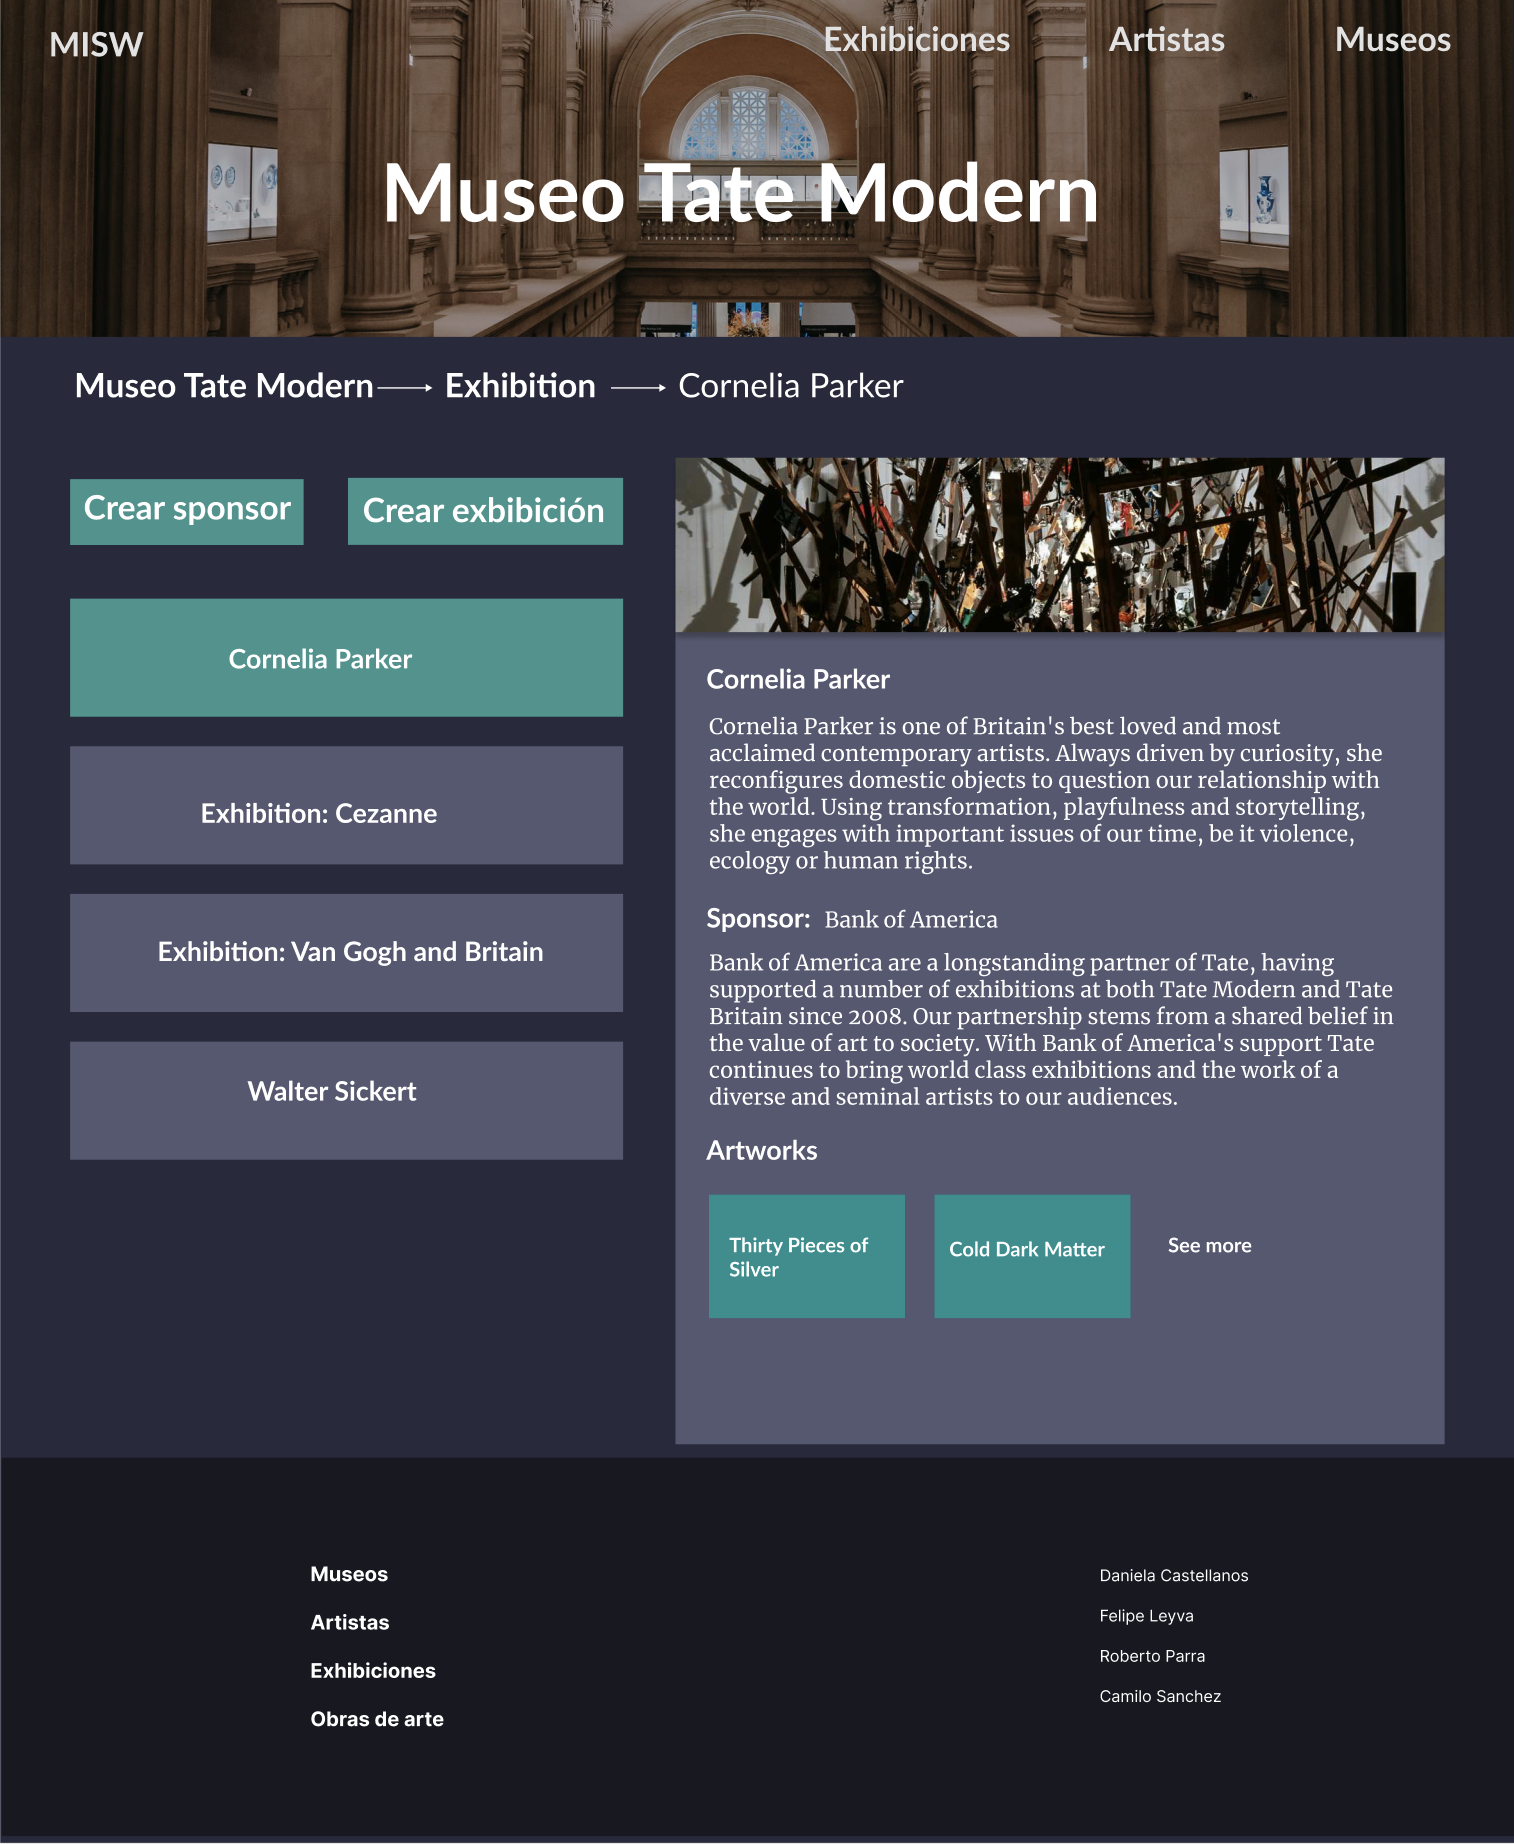 MISW
Exhibiciones
Artistas
Museos
Museo Tate Modern
Museo Tate Modern
Exhibition
Cornelia Parker
Crear sponsor
Crear exbibición
Cornelia Parker
Exhibition: Cezanne
Exhibition: Van Gogh and Britain
Walter Sickert
Cornelia Parker
Cornelia Parker is one of Britain's best loved and most
acclaimed contemporary artists. Always driven by curiosity, she
reconfigures domestic objects to question our relationship with
the world. Using transformation, playfulness and storytelling,
she engages with important issues of our time, be it violence,
ecology or human rights.
Sponsor: Bank of America
Bank of America are a longstanding partner of Tate, having
supported a number of exhibitions at both Tate Modern and Tate
Britain since 2008. Our partnership stems from a shared belief in
the value of art to society. With Bank of America's support Tate
continues to bring world class exhibitions and the work of a
diverse and seminal artists to our audiences.
Artworks
Thirty Pieces of
Silver
Cold Dark Matter
See more
Museos
Artistas
Exhibiciones
Obras de arte
Daniela Castellanos
Felipe Leyva
Roberto Parra
Camilo Sanchez